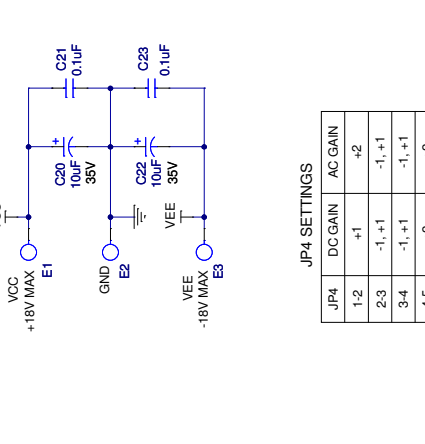 C21
0.1uF
C23
0.1uF
+
C20
10uF
35V
+
C22
10uF
35V
VEE
VCC
+18V MAX
E1
GND
E2
VEE
-18V MAX
E3
JP4 SETTINGS
JP4 DC GAIN AC GAIN
1-2 +1 +2
2-3 -1, +1 -1, +1
3-4 -1, +1 -1, +1